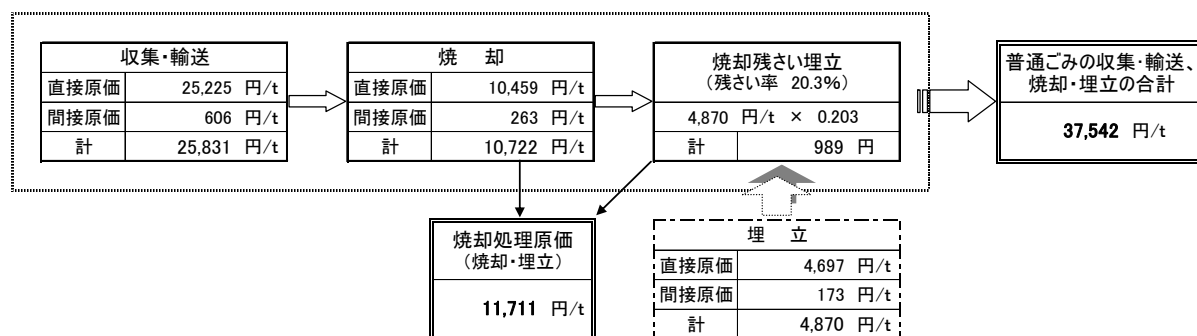 収集・輸送
直接原価 25,225 円/t
間接原価 606 円/t
計 25,831 円/t
焼 却
直接原価 10,459 円/t
間接原価 263 円/t
計 10,722 円/t
焼却残さい埋立
(残さい率 20.3%)
4,870 円/t × 0.203
計 989 円
普通ごみの収集・輸送、
焼却・埋立の合計
37,542 円/t
焼却処理原価
(焼却・埋立)
11,711 円/t
埋 立
直接原価 4,697 円/t
間接原価 173 円/t
計 4,870 円/t